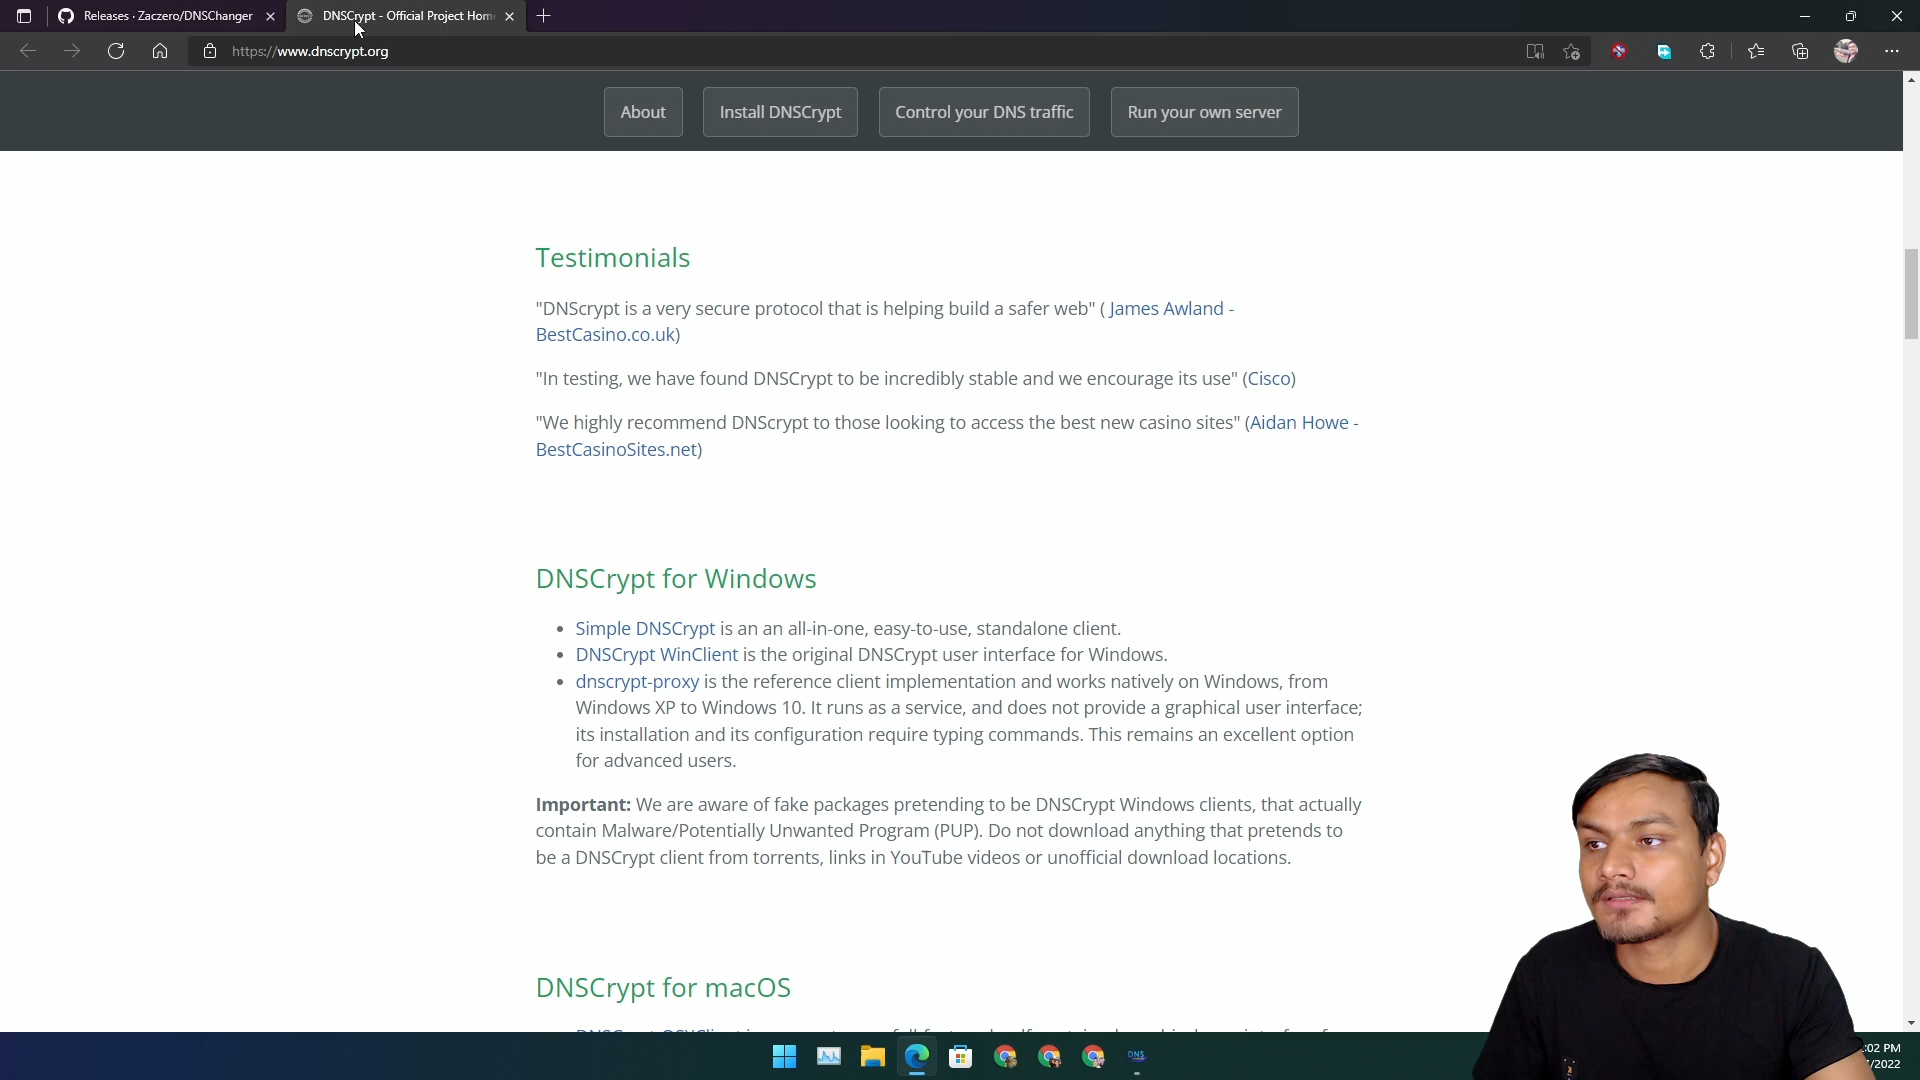 Releases · Zaczero/DNSChanger
DNSCrypt - Official Project Hom
https://www.dnscrypt.org
About
Install DNSCrypt
Control your DNS traffic
Run your own server
Testimonials
"DNScrypt is a very secure protocol that is helping build a safer web" ( James Awland -
BestCasino.co.uk)
"In testing, we have found DNSCrypt to be incredibly stable and we encourage its use" (Cisco)
"We highly recommend DNScrypt to those looking to access the best new casino sites" (Aidan Howe -
BestCasinoSites.net)
DNSCrypt for Windows
• Simple DNSCrypt is an an all-in-one, easy-to-use, standalone client.
• DNSCrypt WinClient is the original DNSCrypt user interface for Windows.
• dnscrypt-proxy is the reference client implementation and works natively on Windows, from
Windows XP to Windows 10. It runs as a service, and does not provide a graphical user interface;
its installation and its configuration require typing commands. This remains an excellent option
for advanced users.
Important: We are aware of fake packages pretending to be DNSCrypt Windows clients, that actually
contain Malware/Potentially Unwanted Program (PUP). Do not download anything that pretends to
be a DNSCrypt client from torrents, links in YouTube videos or unofficial download locations.
DNSCrypt for macOS
DNS
:02 PM
/2022